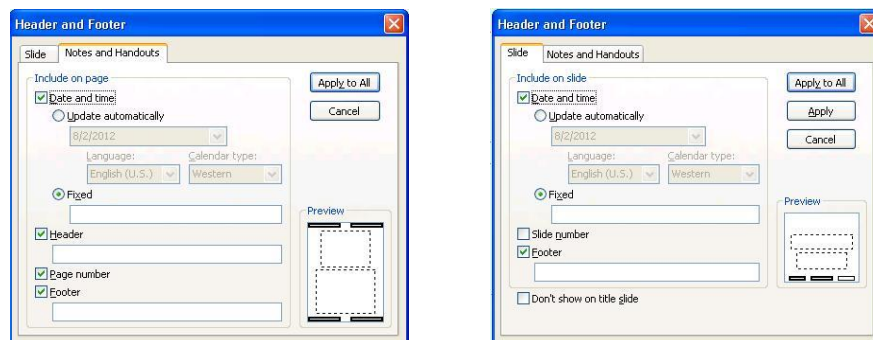 Header and Footer
Slide Notes and Handouts
Include on page
Date and time
Update automatically
8/2/2012
Language: Calendar type:
English (U.S.) Western
Fixed
Header
Page number
Footer
Apply to All
Cancel
Preview
Header and Footer
Slide Notes and Handouts
Include on slide
Date and time
Update automatically
8/2/2012
Language: Calendar type:
English (U.S.) Western
Fixed
Slide number
Footer
Don't show on title slide
Apply to All
Apply
Cancel
Preview